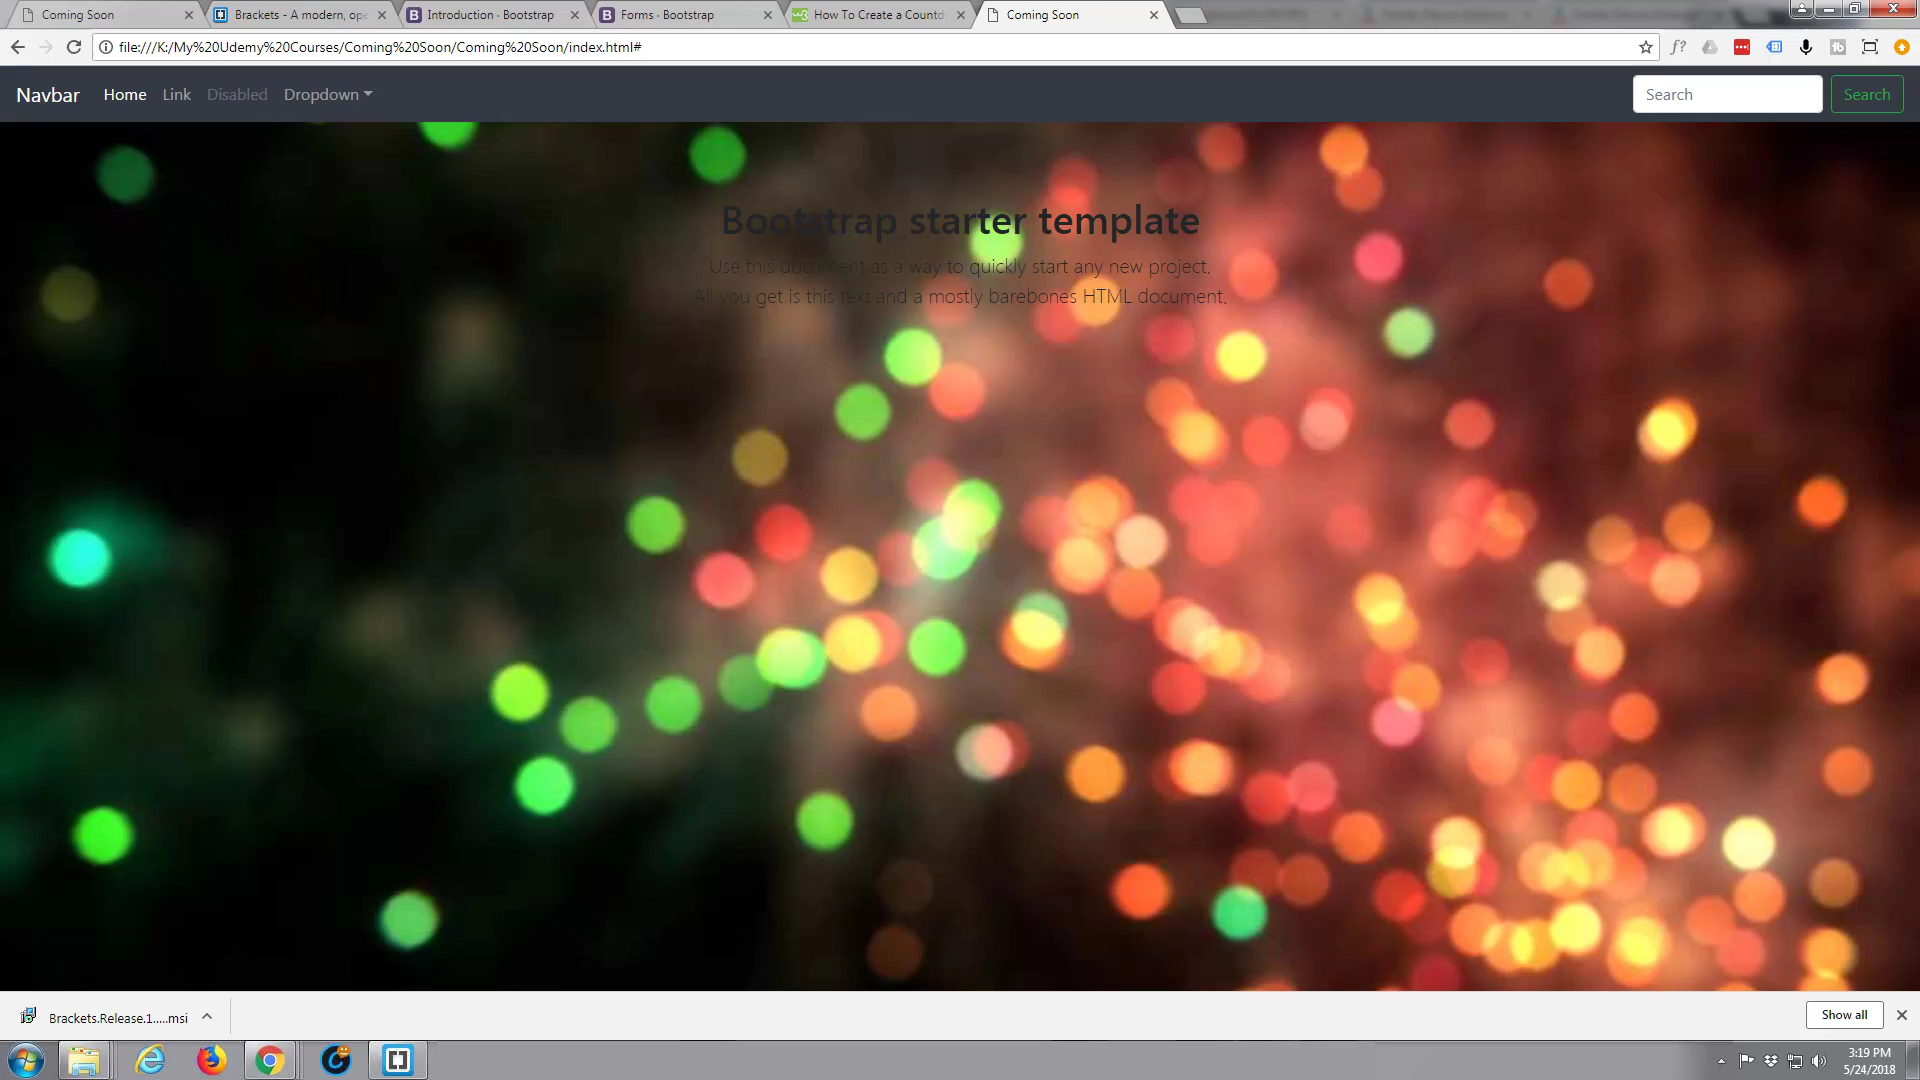 Coming Soon
Brackets - A modern, ope
Introduction · Bootstrap
Forms · Bootstrap
How To Create a Countd
Coming Soon
file:///K:/My%20Udemy%20Courses/Coming%20Soon/Coming%20Soon/index.html#
f?
Navbar
Home
Link
Disabled
Dropdown
Search
Search
Bootstrap starter template
Use this document as a way to quickly start any new project.
All you get is this text and a mostly barebones HTML document.
Brackets.Release.1.....msi
Show all
3:19 PM
5/24/2018